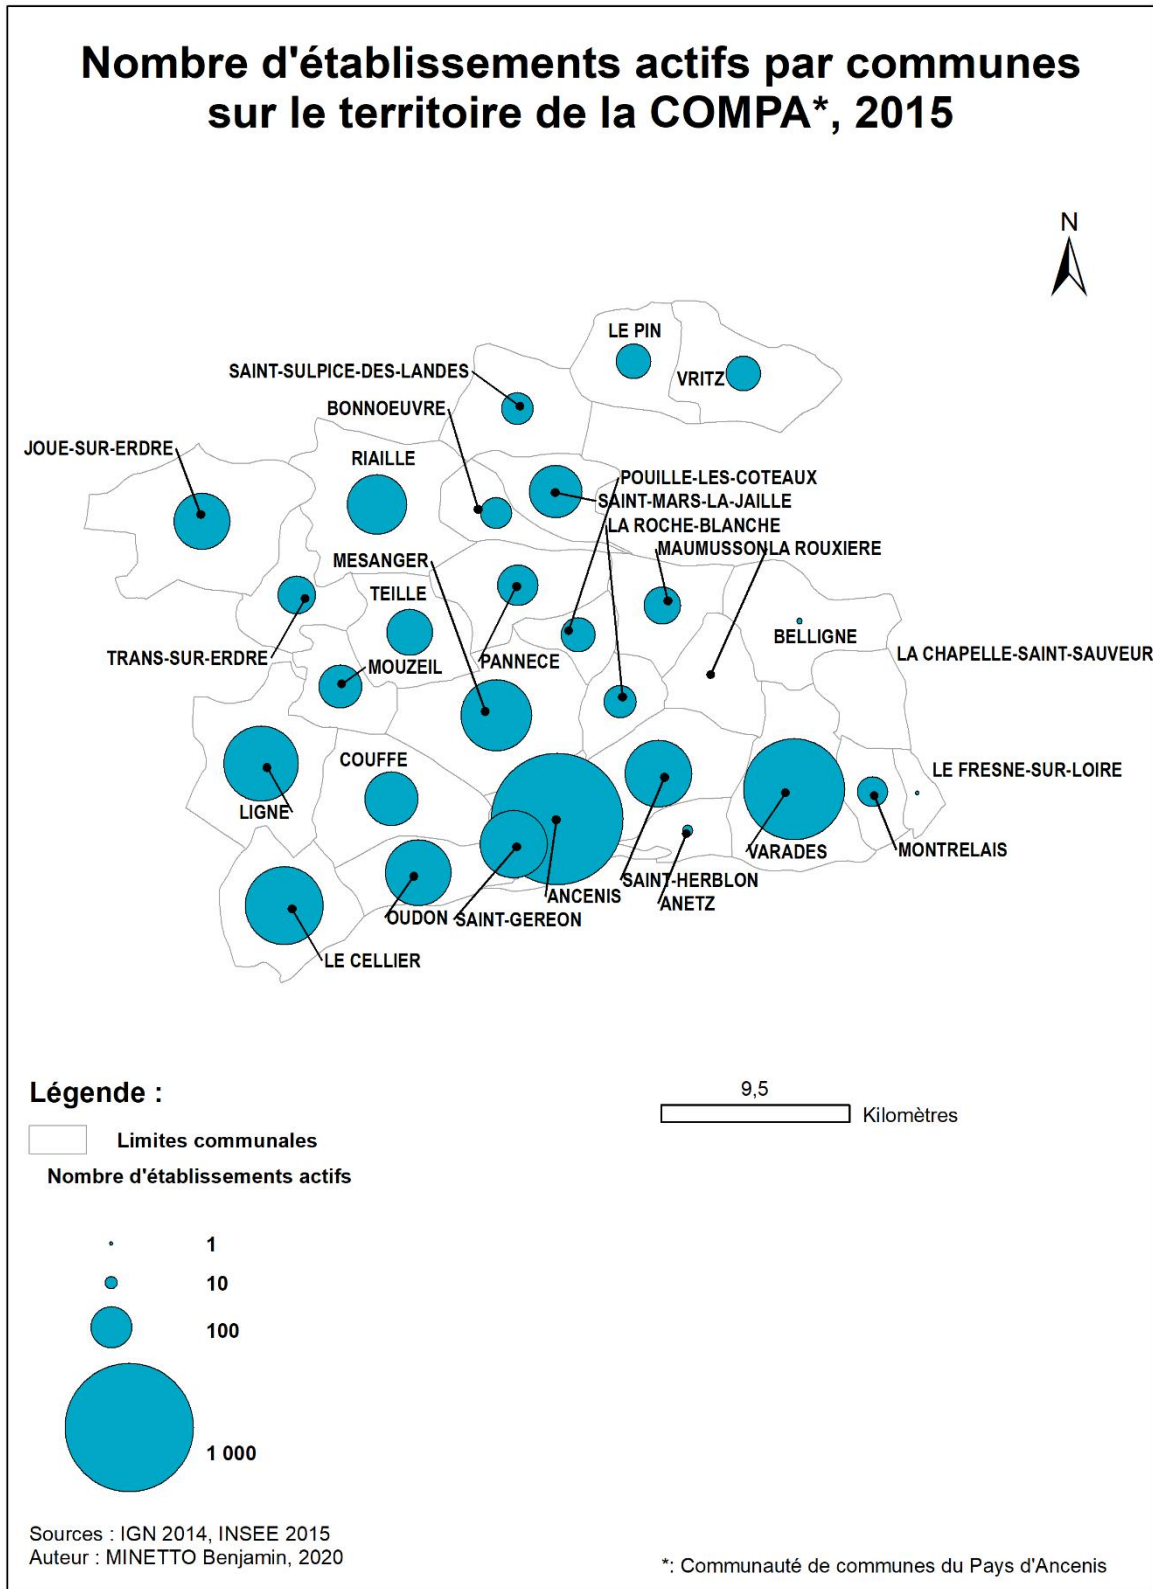 Nombre d'établissements actifs par communes
sur le territoire de la COMPA*, 2015
N
LE PIN
VRITZ
SAINT-SULPICE-DES-LANDES
BONNOEUVRE
JOUE-SUR-ERDRE
RIAILLE
POUILLE-LES-COTEAUX
SAINT-MARS-LA-JAILLE
LA ROCHE-BLANCHE
MAUMUSSON
LA ROUXIERE
MESANGER
TEILLE
BELLIGNE
LA CHAPELLE-SAINT-SAUVEUR
TRANS-SUR-ERDRE
MOUZEIL
PANNECE
COUFFE
LE FRESNE-SUR-LOIRE
LIGNE
VARADES
MONTRELAIS
SAINT-HERBLON
ANCENIS
ANETZ
OUDON
SAINT-GEREON
LE CELLIER
Légende :
9,5
Kilomètres
Limites communales
Nombre d'établissements actifs
1
10
100
1 000
Sources : IGN 2014, INSEE 2015
Auteur : MINETTO Benjamin, 2020
*: Communauté de communes du Pays d'Ancenis